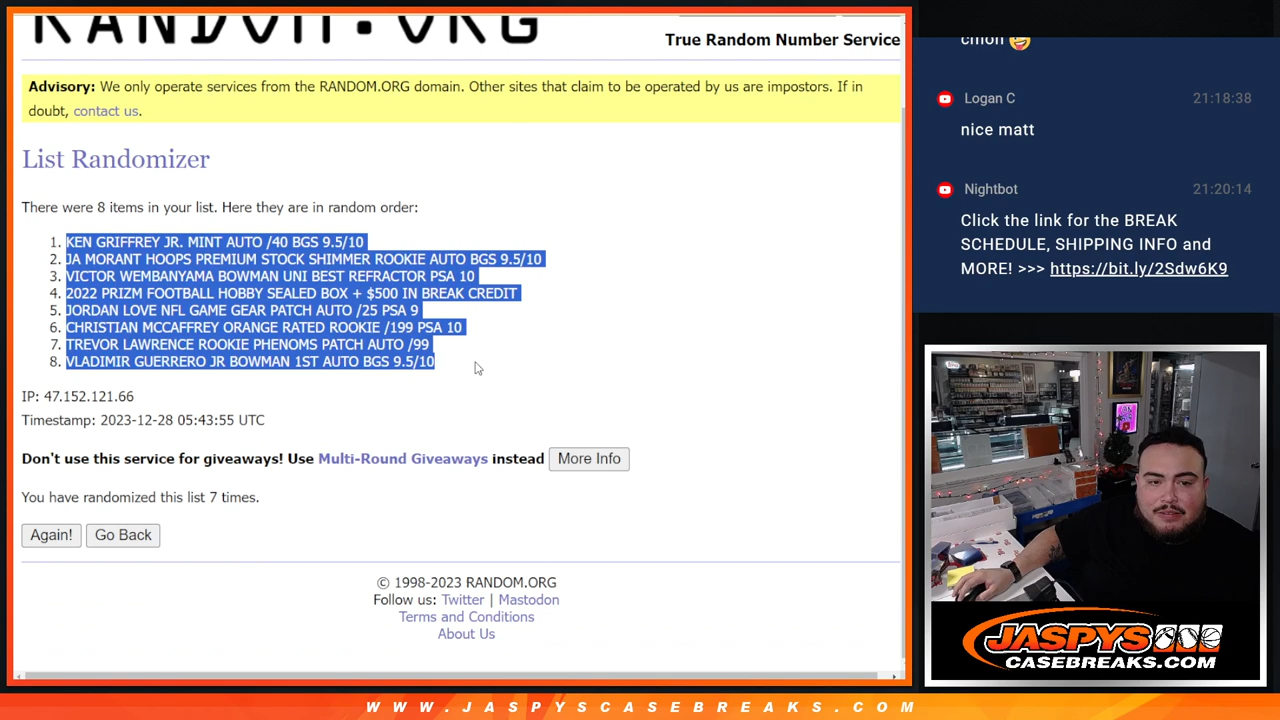 RANDOM.ORG
True Random Number Service
Advisory: We only operate services from the RANDOM.ORG domain. Other sites that claim to be operated by us are impostors. If in
doubt, contact us.
List Randomizer
There were 8 items in your list. Here they are in random order:
1. KEN GRIFFREY JR. MINT AUTO /40 BGS 9.5/10
2. JA MORANT HOOPS PREMIUM STOCK SHIMMER ROOKIE AUTO BGS 9.5/10
3. VICTOR WEMBANYAMA BOWMAN UNI BEST REFRACTOR PSA 10
4. 2022 PRIZM FOOTBALL HOBBY SEALED BOX + $500 IN BREAK CREDIT
5. JORDAN LOVE NFL GAME GEAR PATCH AUTO /25 PSA 9
6. CHRISTIAN MCCAFFREY ORANGE RATED ROOKIE /199 PSA 10
7. TREVOR LAWRENCE ROOKIE PHENOMS PATCH AUTO /99
8. VLADIMIR GUERRERO JR BOWMAN 1ST AUTO BGS 9.5/10
IP: 47.152.121.66
Timestamp: 2023-12-28 05:43:55 UTC
Don't use this service for giveaways! Use Multi-Round Giveaways instead More Info
You have randomized this list 7 times.
Again! Go Back
© 1998-2023 RANDOM.ORG
Follow us: Twitter | Mastodon
Terms and Conditions
About Us
cmon
Logan C 21:18:38
nice matt
Nightbot 21:20:14
Click the link for the BREAK
SCHEDULE, SHIPPING INFO and
MORE! >>> https://bit.ly/2Sdw6K9
JASPYS
CASEBREAKS.COM
WWW.JASPYSCASEBREAKS.COM